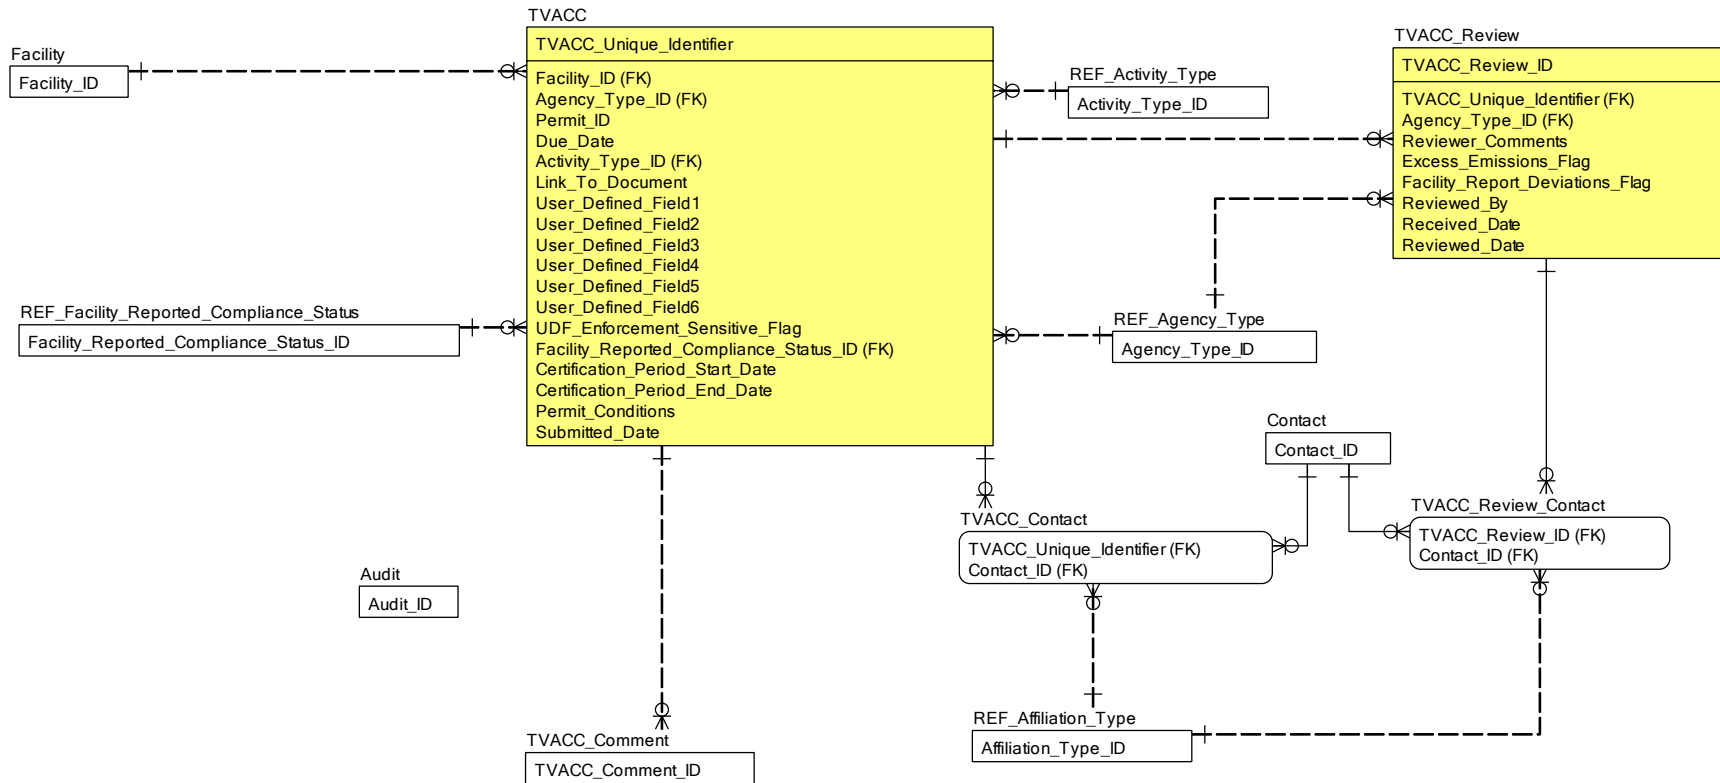 TVACC
TVACC_Unique_Identifier
Facility_ID (FK)
Agency_Type_ID (FK)
Permit_ID
Due_Date
Activity_Type_ID (FK)
Link_To_Document
User_Defined_Field1
User_Defined_Field2
User_Defined_Field3
User_Defined_Field4
User_Defined_Field5
User_Defined_Field6
UDF_Enforcement_Sensitive_Flag
Facility_Reported_Compliance_Status_ID (FK)
Certification_Period_Start_Date
Certification_Period_End_Date
Permit_Conditions
Submitted_Date
Facility
Facility_ID
REF_Activity_Type
Activity_Type_ID
TVACC_Review
TVACC_Review_ID
TVACC_Unique_Identifier (FK)
Agency_Type_ID (FK)
Reviewer_Comments
Excess_Emissions_Flag
Facility_Report_Deviations_Flag
Reviewed_By
Received_Date
Reviewed_Date
REF_Facility_Reported_Compliance_Status
Facility_Reported_Compliance_Status_ID
REF_Agency_Type
Agency_Type_ID
Contact
Contact_ID
TVACC_Contact
TVACC_Unique_Identifier (FK)
Contact_ID (FK)
TVACC_Review_Contact
TVACC_Review_ID (FK)
Contact_ID (FK)
Audit
Audit_ID
REF_Affiliation_Type
Affiliation_Type_ID
TVACC_Comment
TVACC_Comment_ID